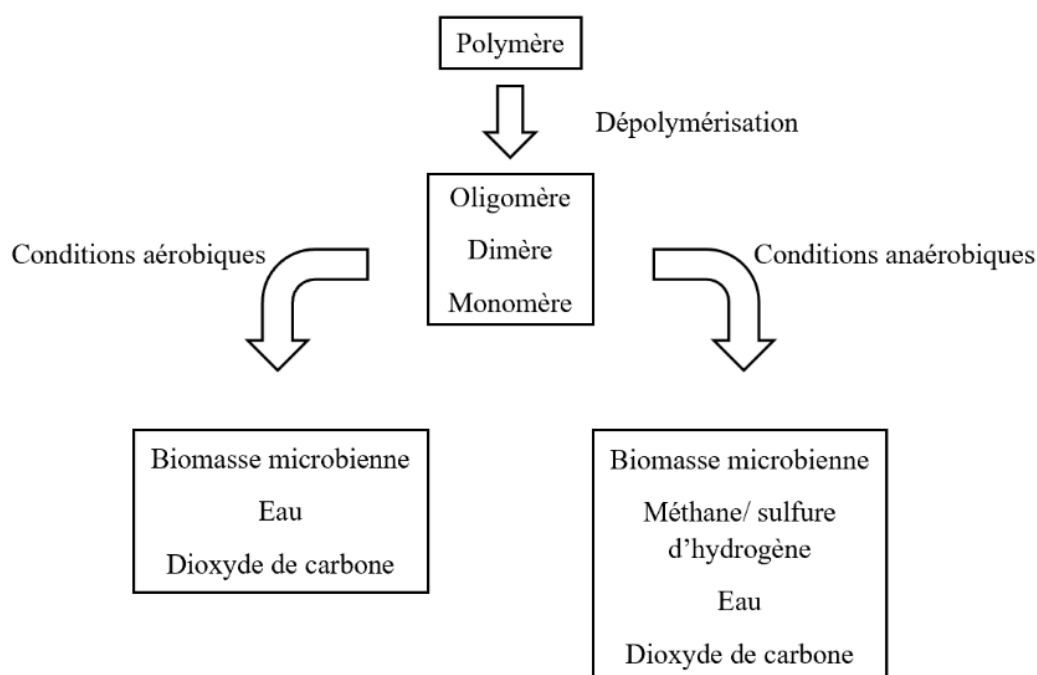 Polymère
Dépolymérisation
Oligomère
Dimère
Monomère
Conditions aérobiques
Conditions anaérobiques
Biomasse microbienne
Eau
Dioxyde de carbone
Biomasse microbienne
Méthane/ sulfure
d’hydrogène
Eau
Dioxyde de carbone